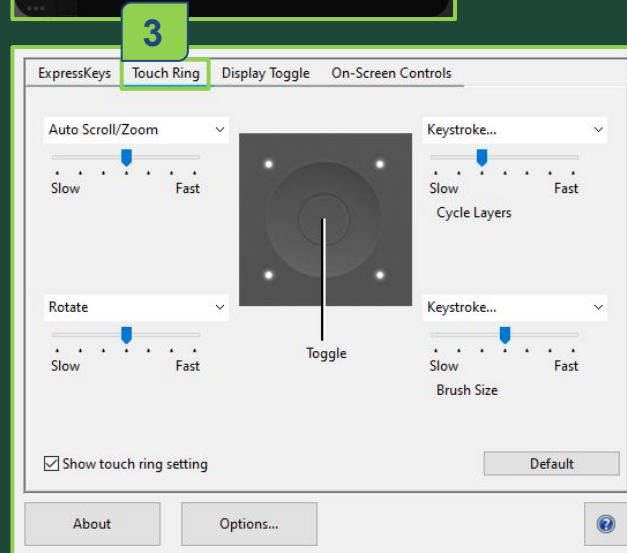 3
ExpressKeys Touch Ring Display Toggle On-Screen Controls
Auto Scroll/Zoom
Slow Fast
Keystroke...
Slow Fast
Cycle Layers
Rotate
Slow Fast
Toggle
Keystroke...
Slow Fast
Brush Size
Show touch ring setting
Default
About
Options...
?